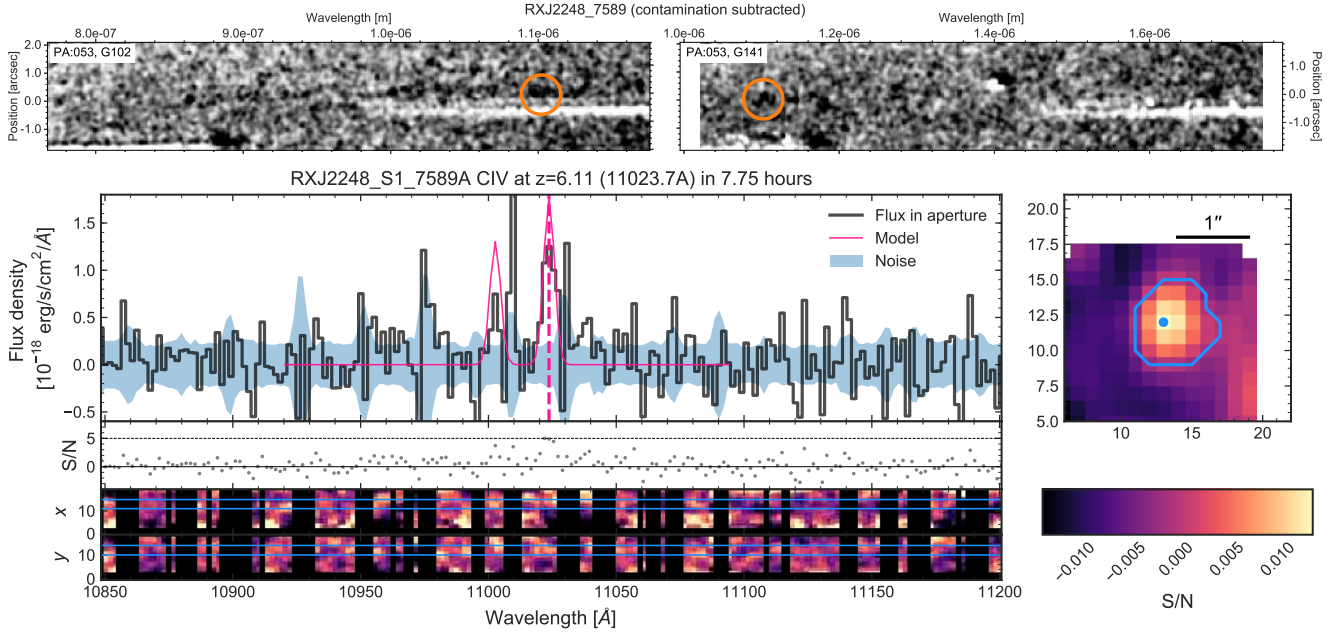 RXJ2248_7589 (contamination subtracted)
Wavelength [m]
Wavelength [m]
8.0e-07 9.0e-07 1.0e-06 1.1e-06
1.0e-06 1.2e-06 1.4e-06 1.6e-06
PA:053, G102
PA:053, G141
Position [arcsec]
2.0
1.0
0.0
-1.0
1.0
0.0
-1.0
Position [arcsec]
RXJ2248_S1_7589A CIV at z=6.11 (11023.7A) in 7.75 hours
Flux density
[10⁻¹⁸ erg/s/cm²/Å]
1.5
1.0
0.5
0.0
−0.5
Flux in aperture
Model
Noise
1″
20.0
17.5
15.0
12.5
10.0
7.5
5.0
10 15 20
S/N
5
0
x
10
0
y
10
0
10850 10900 10950 11000 11050 11100 11150 11200
Wavelength [Å]
−0.010 −0.005 0.000 0.005 0.010
S/N